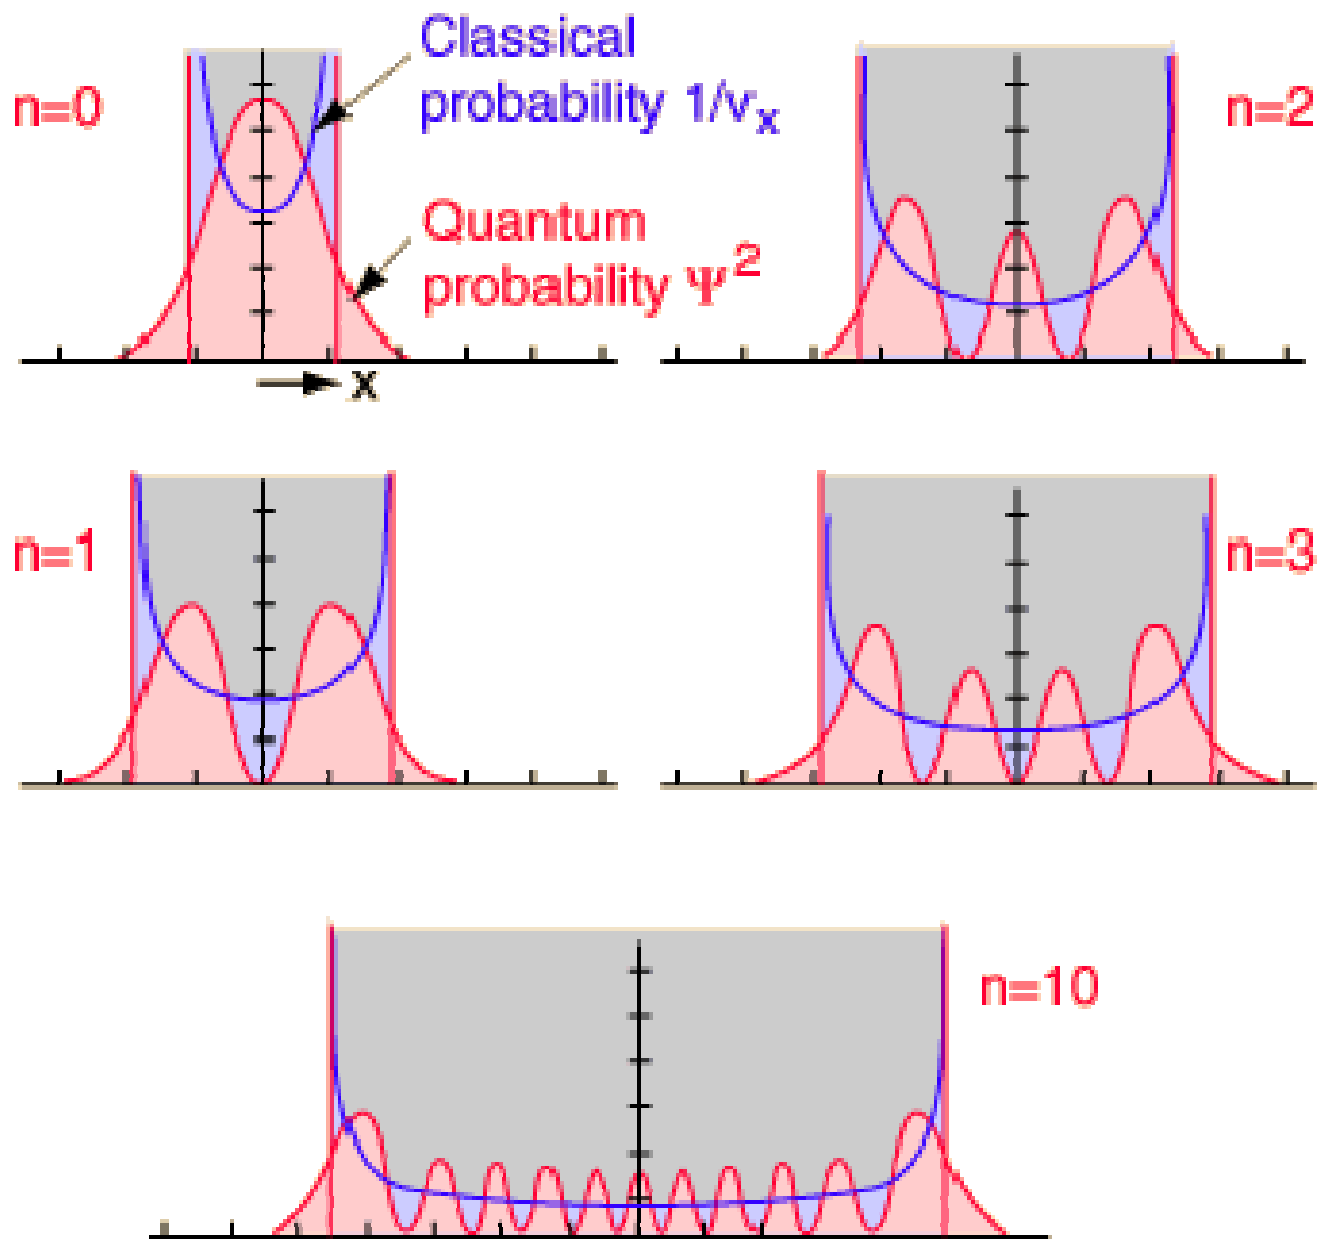 n=0
Classical
probability 1/vx
Quantum
probability Ψ²
x
n=2
n=1
n=3
n=10